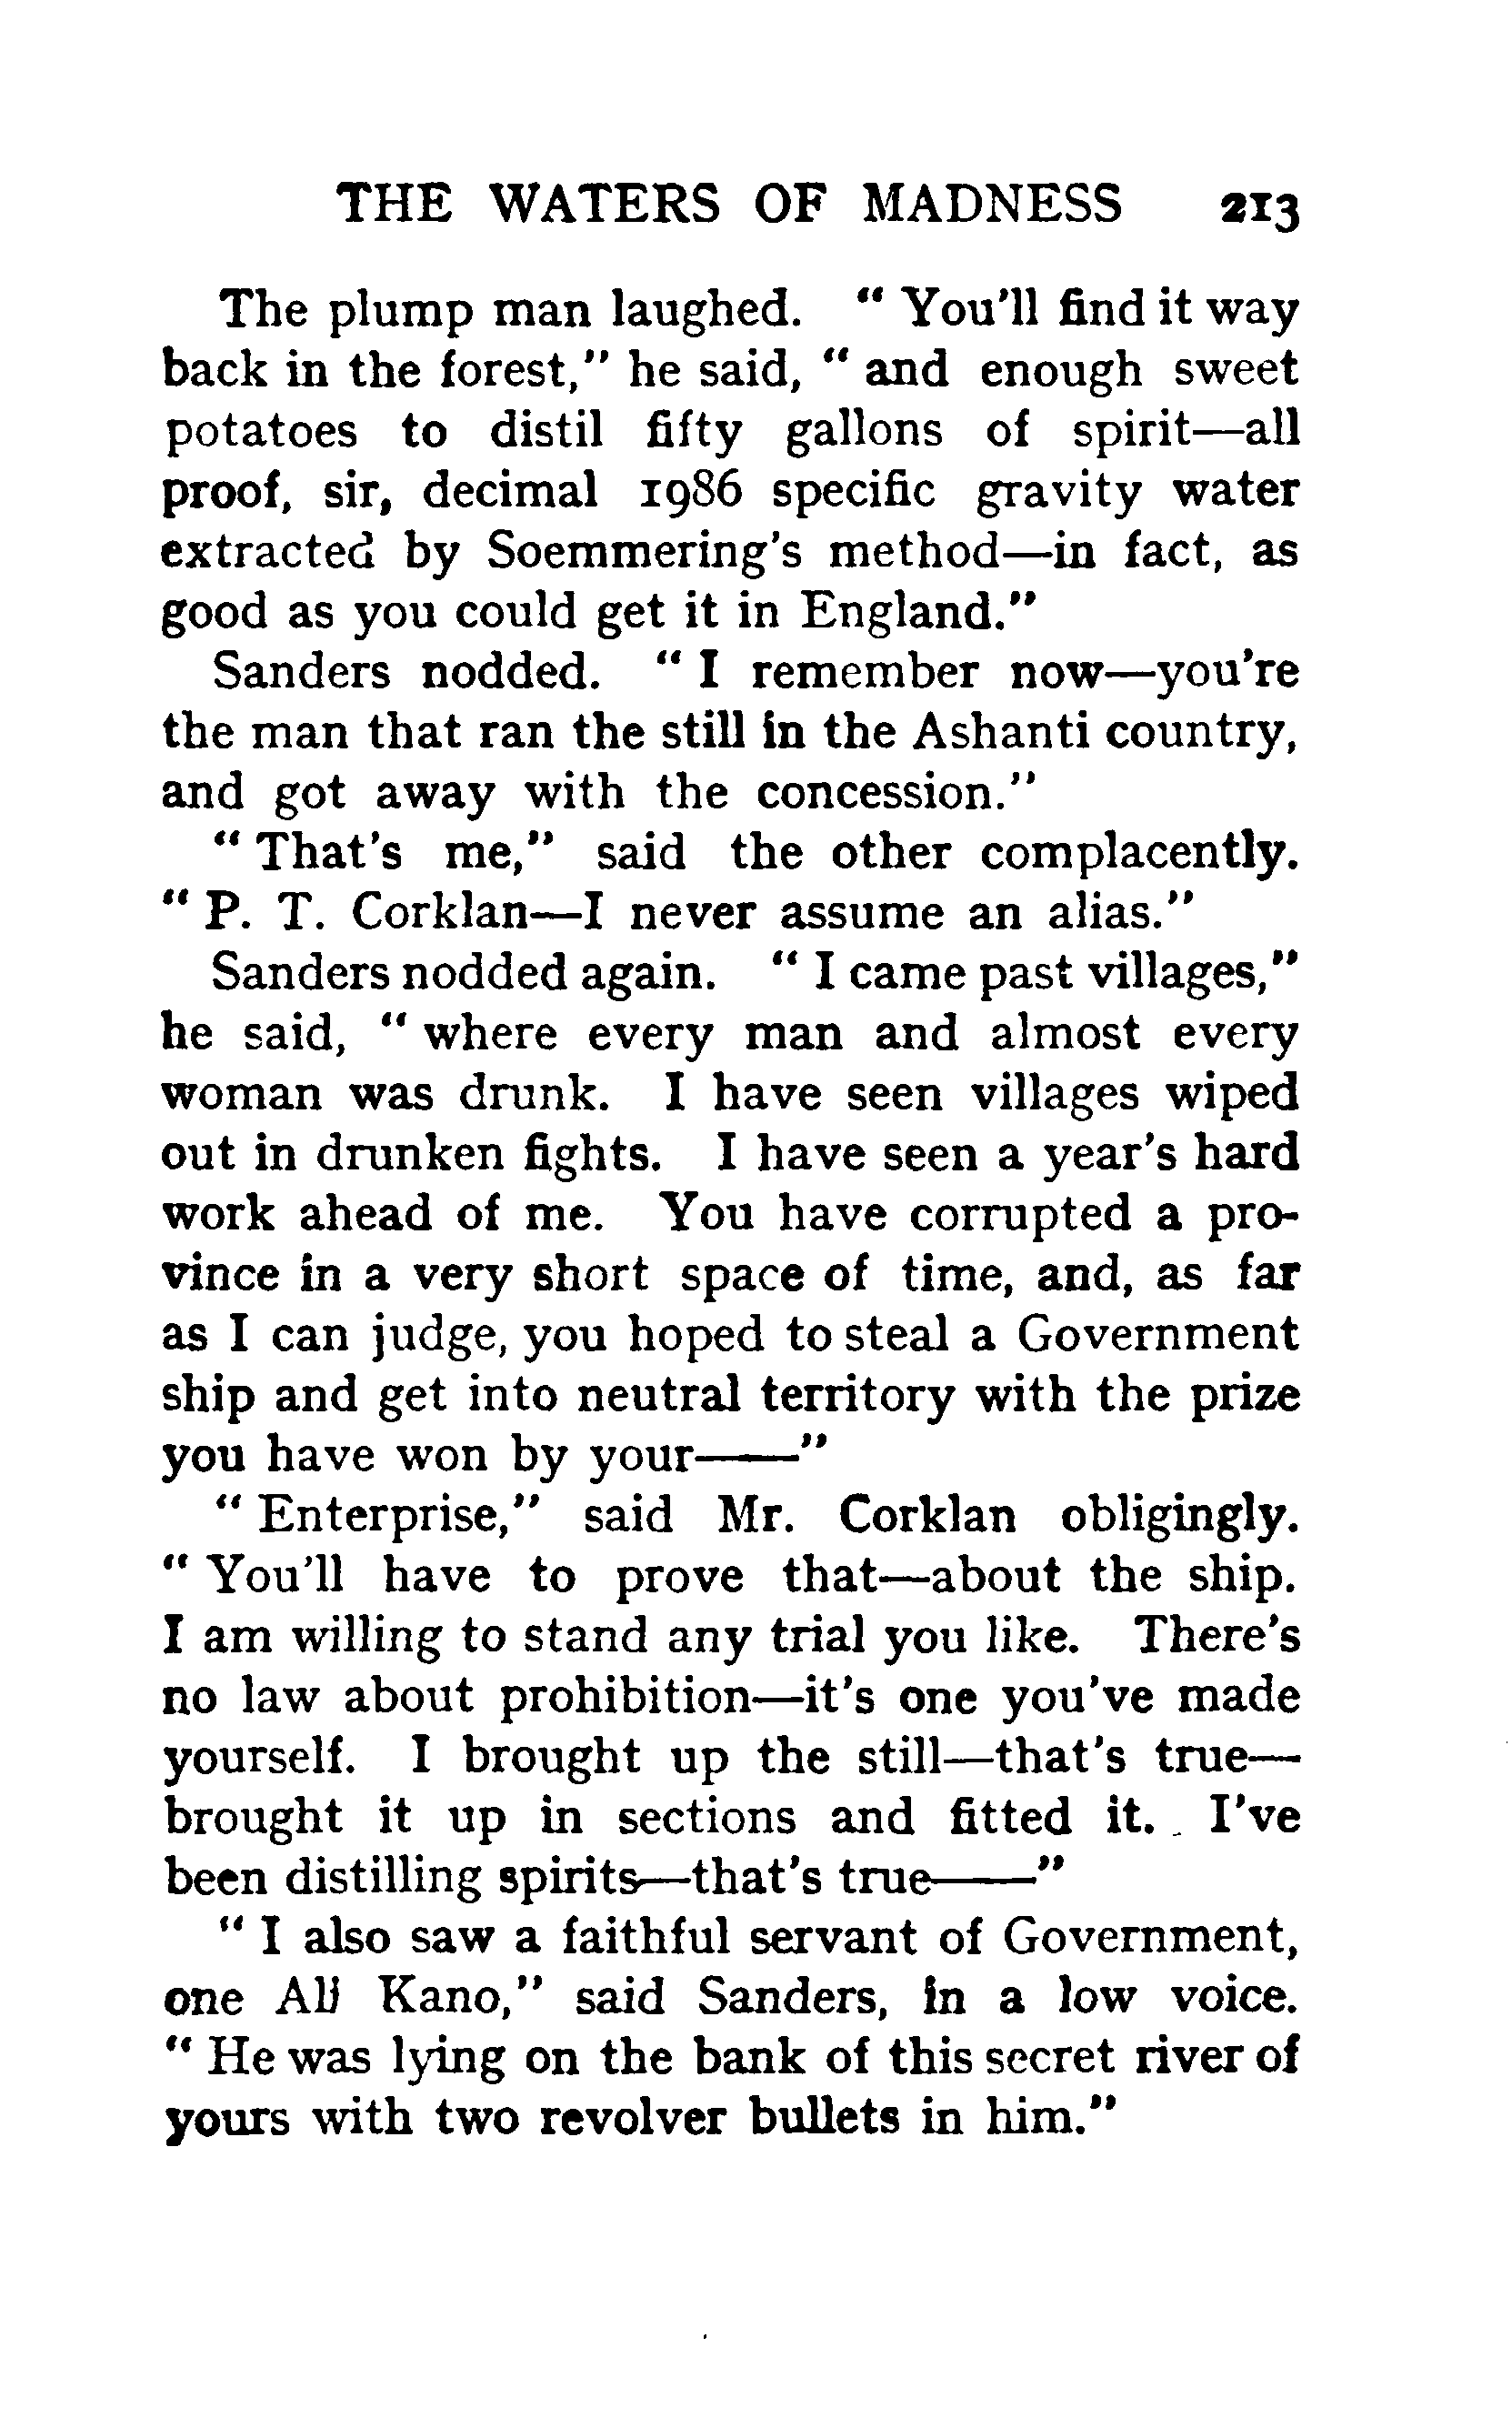 THE WATERS OF MADNESS 213
The plump man laughed. " You'll find it way
back in the forest," he said, " and enough sweet
potatoes to distil fifty gallons of spirit—all
proof, sir, decimal 1986 specific gravity water
extracted by Soemmering's method—in fact, as
good as you could get it in England."
Sanders nodded. " I remember now—you're
the man that ran the still in the Ashanti country,
and got away with the concession."
" That's me," said the other complacently.
" P. T. Corklan—I never assume an alias."
Sanders nodded again. " I came past villages,"
he said, " where every man and almost every
woman was drunk. I have seen villages wiped
out in drunken fights. I have seen a year's hard
work ahead of me. You have corrupted a pro-
vince in a very short space of time, and, as far
as I can judge, you hoped to steal a Government
ship and get into neutral territory with the prize
you have won by your——"
" Enterprise," said Mr. Corklan obligingly.
" You'll have to prove that—about the ship.
I am willing to stand any trial you like. There's
no law about prohibition—it's one you've made
yourself. I brought up the still—that's true—
brought it up in sections and fitted it. I've
been distilling spirits—that's true——"
" I also saw a faithful servant of Government,
one Ali Kano," said Sanders, in a low voice.
" He was lying on the bank of this secret river of
yours with two revolver bullets in him."